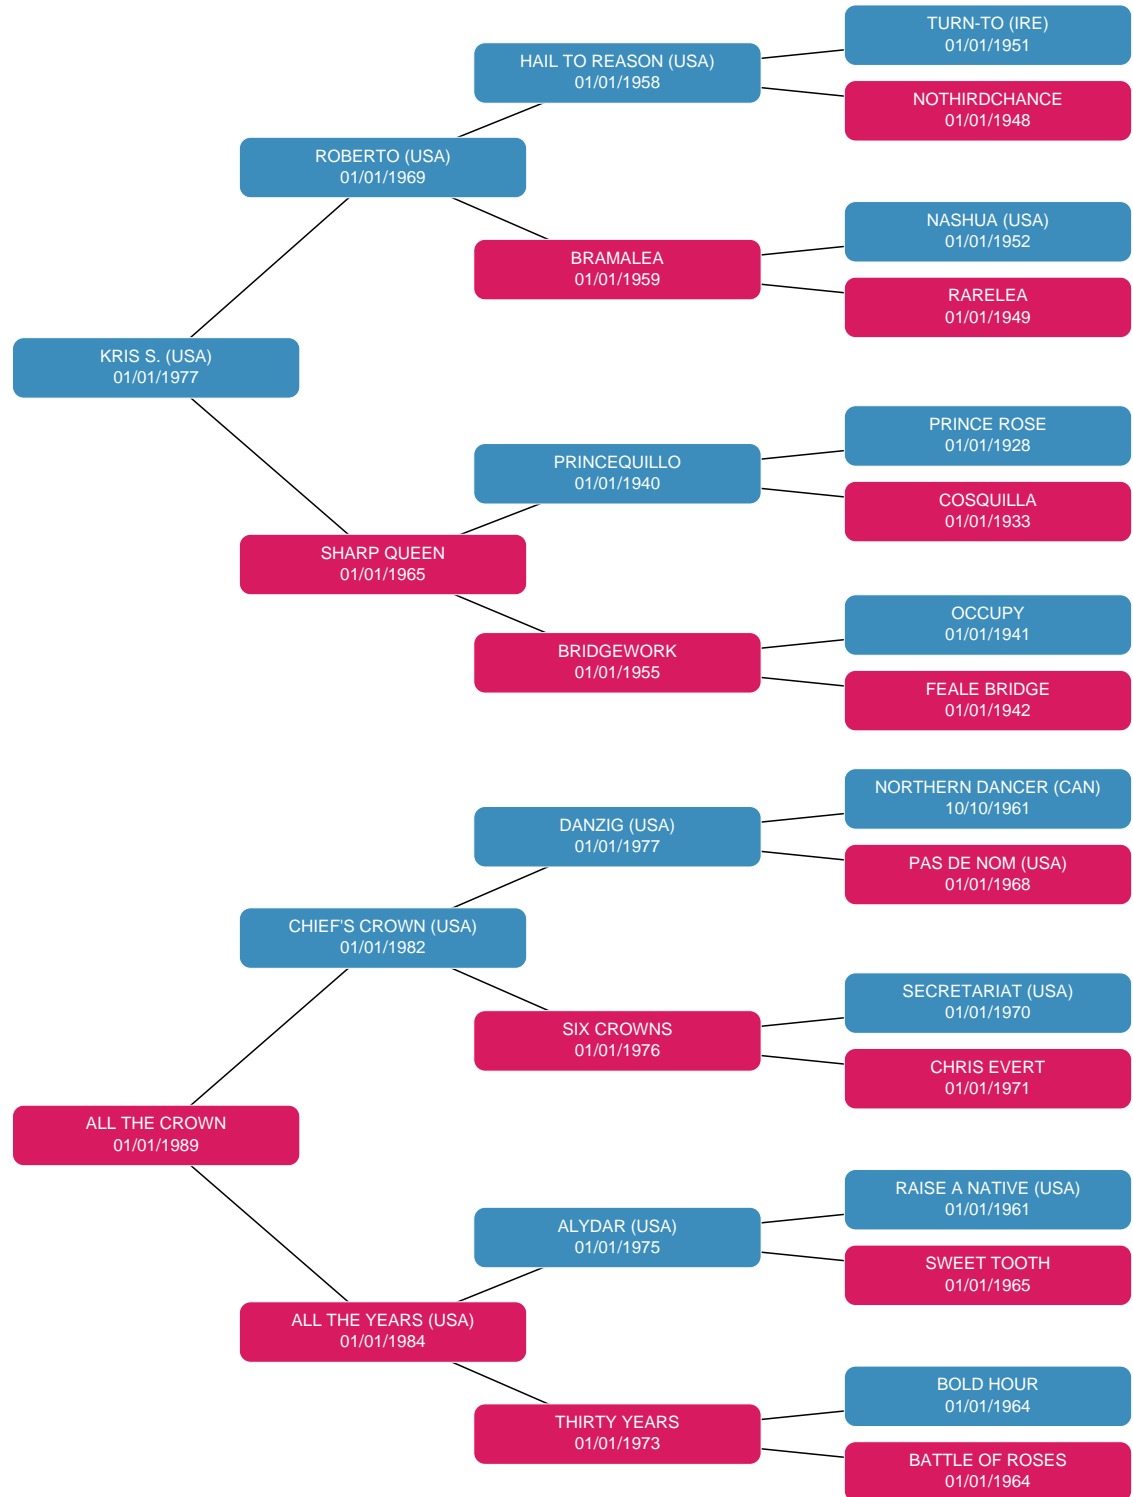 TURN-TO (IRE)
01/01/1951
HAIL TO REASON (USA)
01/01/1958
NOTHIRDCHANCE
01/01/1948
ROBERTO (USA)
01/01/1969
NASHUA (USA)
01/01/1952
BRAMALEA
01/01/1959
RARELEA
01/01/1949
KRIS S. (USA)
01/01/1977
PRINCE ROSE
01/01/1928
PRINCEQUILLO
01/01/1940
COSQUILLA
01/01/1933
SHARP QUEEN
01/01/1965
OCCUPY
01/01/1941
BRIDGEWORK
01/01/1955
FEALE BRIDGE
01/01/1942
NORTHERN DANCER (CAN)
10/10/1961
DANZIG (USA)
01/01/1977
PAS DE NOM (USA)
01/01/1968
CHIEF'S CROWN (USA)
01/01/1982
SECRETARIAT (USA)
01/01/1970
SIX CROWNS
01/01/1976
CHRIS EVERT
01/01/1971
ALL THE CROWN
01/01/1989
RAISE A NATIVE (USA)
01/01/1961
ALYDAR (USA)
01/01/1975
SWEET TOOTH
01/01/1965
ALL THE YEARS (USA)
01/01/1984
BOLD HOUR
01/01/1964
THIRTY YEARS
01/01/1973
BATTLE OF ROSES
01/01/1964